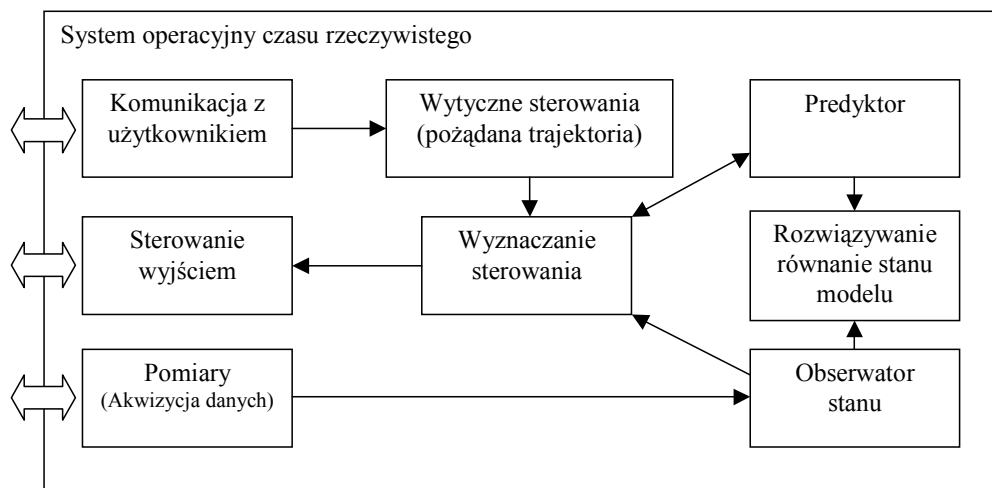 System operacyjny czasu rzeczywistego
Komunikacja z
użytkownikiem
Wytyczne sterowania
(pożądana trajektoria)
Predyktor
Sterowanie
wyjściem
Wyznaczanie
sterowania
Rozwiązywanie
równanie stanu
modelu
Pomiary
(Akwizycja danych)
Obserwator
stanu